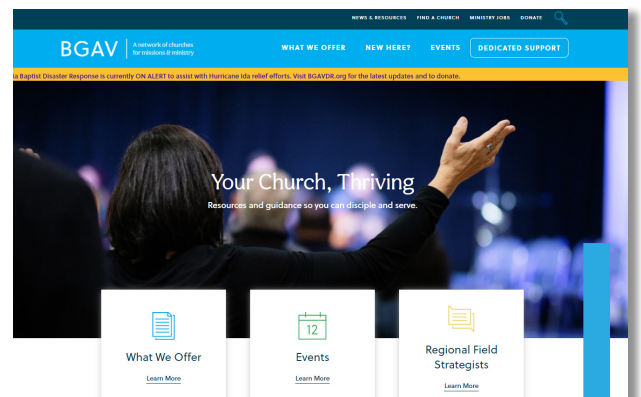 NEWS & RESOURCES FIND A CHURCH MINISTRY JOBS DONATE
BGAV
A network of churches
for missions & ministry
WHAT WE OFFER NEW HERE? EVENTS DEDICATED SUPPORT
ia Baptist Disaster Response is currently ON ALERT to assist with Hurricane Ida relief efforts. Visit BGAVDR.org for the latest updates and to donate.
Your Church, Thriving
Resources and guidance so you can disciple and serve.
12
What We Offer
Learn More
Events
Learn More
Regional Field
Strategists
Learn More